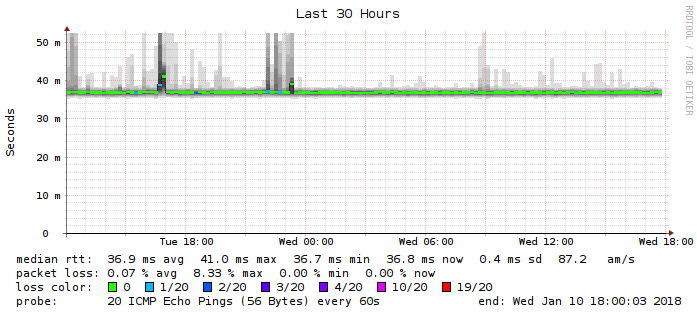 Last 30 Hours
RRDTOOL / TOBI OETIKER
Seconds
50 m
40 m
30 m
20 m
10 m
0
Tue 18:00 Wed 00:00 Wed 06:00 Wed 12:00 Wed 18:00
median rtt: 36.9 ms avg 41.0 ms max 36.7 ms min 36.8 ms now 0.4 ms sd 87.2 am/s
packet loss: 0.07 % avg 8.33 % max 0.00 % min 0.00 % now
loss color: 0 1/20 2/20 3/20 4/20 10/20 19/20
probe: 20 ICMP Echo Pings (56 Bytes) every 60s end: Wed Jan 10 18:00:03 2018